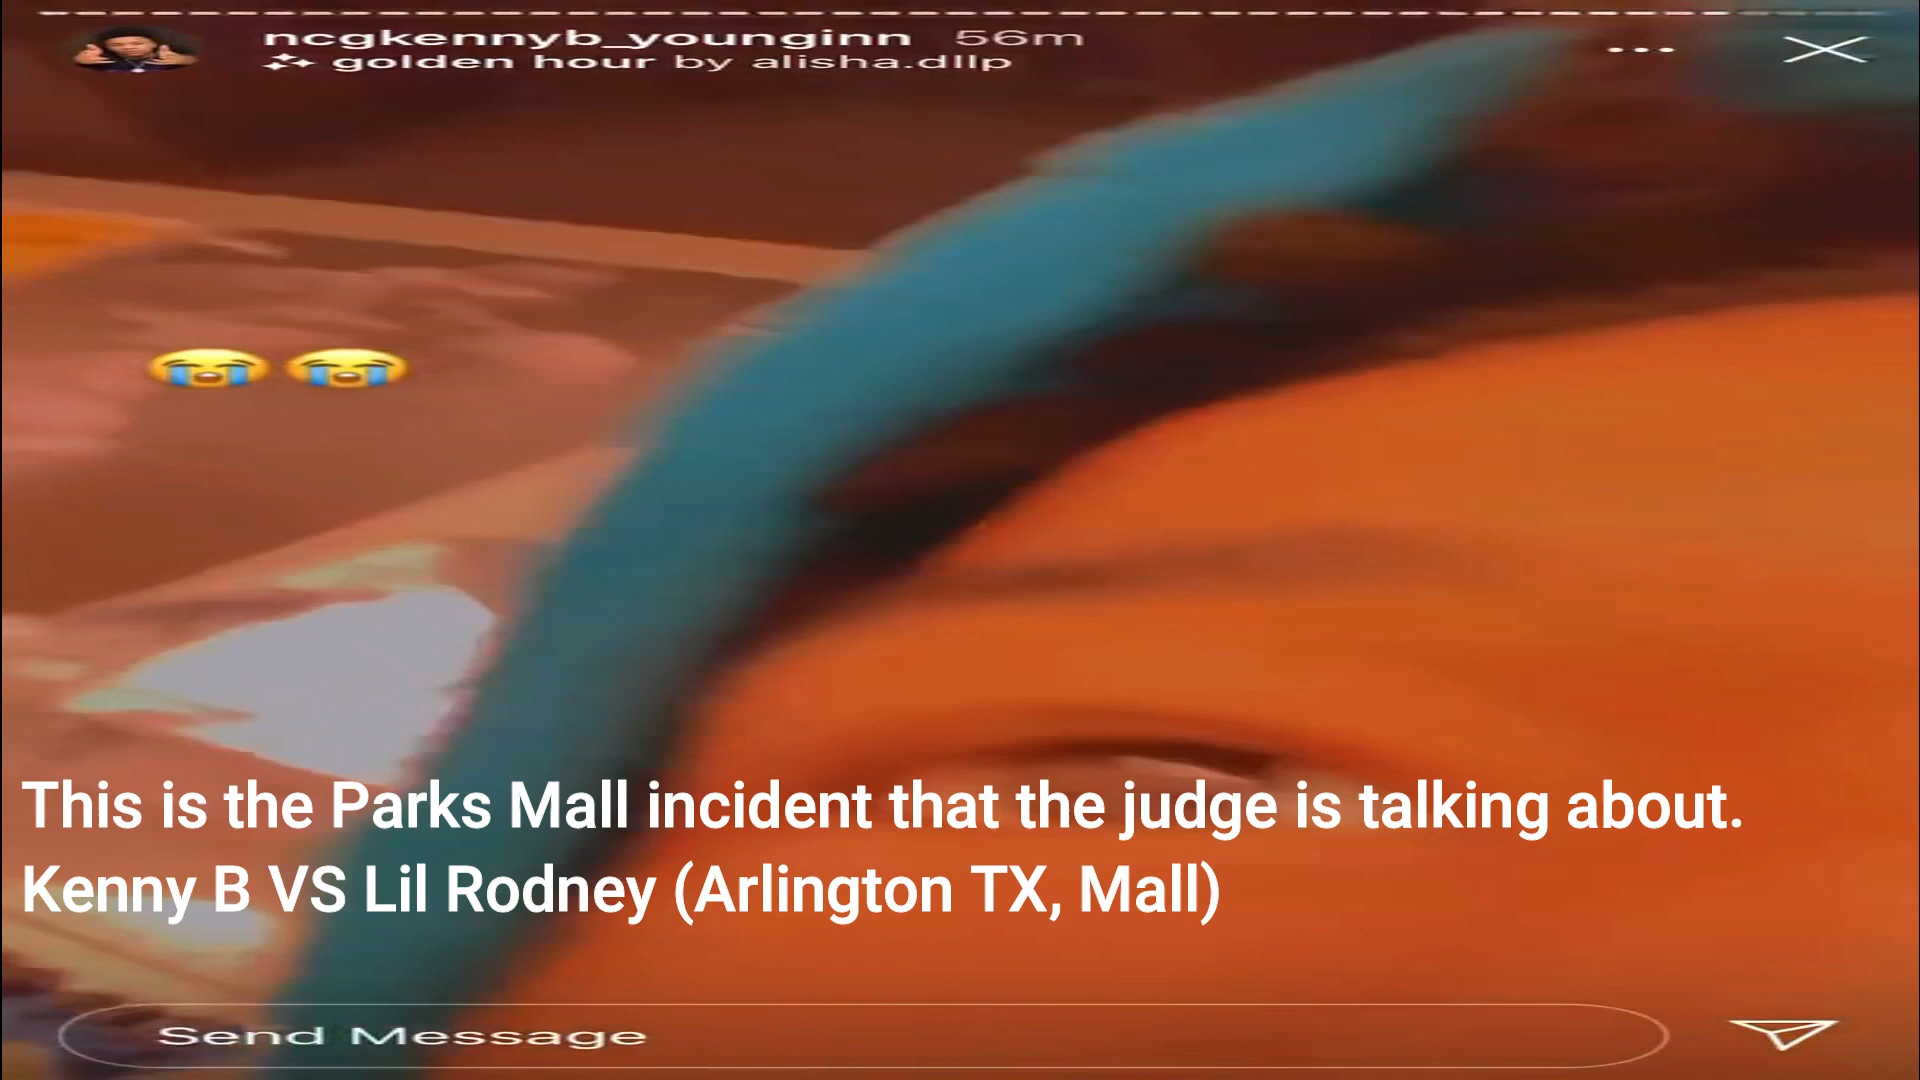 ncgkennyb_younginn 56m
golden hour by alisha.dllp
😭😭
This is the Parks Mall incident that the judge is talking about.
Kenny B VS Lil Rodney (Arlington TX, Mall)
Send Message